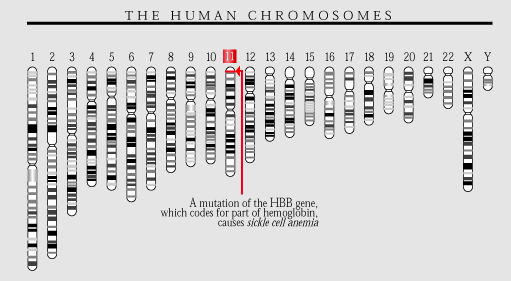 THE HUMAN CHROMOSOMES
1 2 3 4 5 6 7 8 9 10 11 12 13 14 15 16 17 18 19 20 21 22 X Y
A mutation of the HBB gene,
which codes for part of hemoglobin,
causes sickle cell anemia